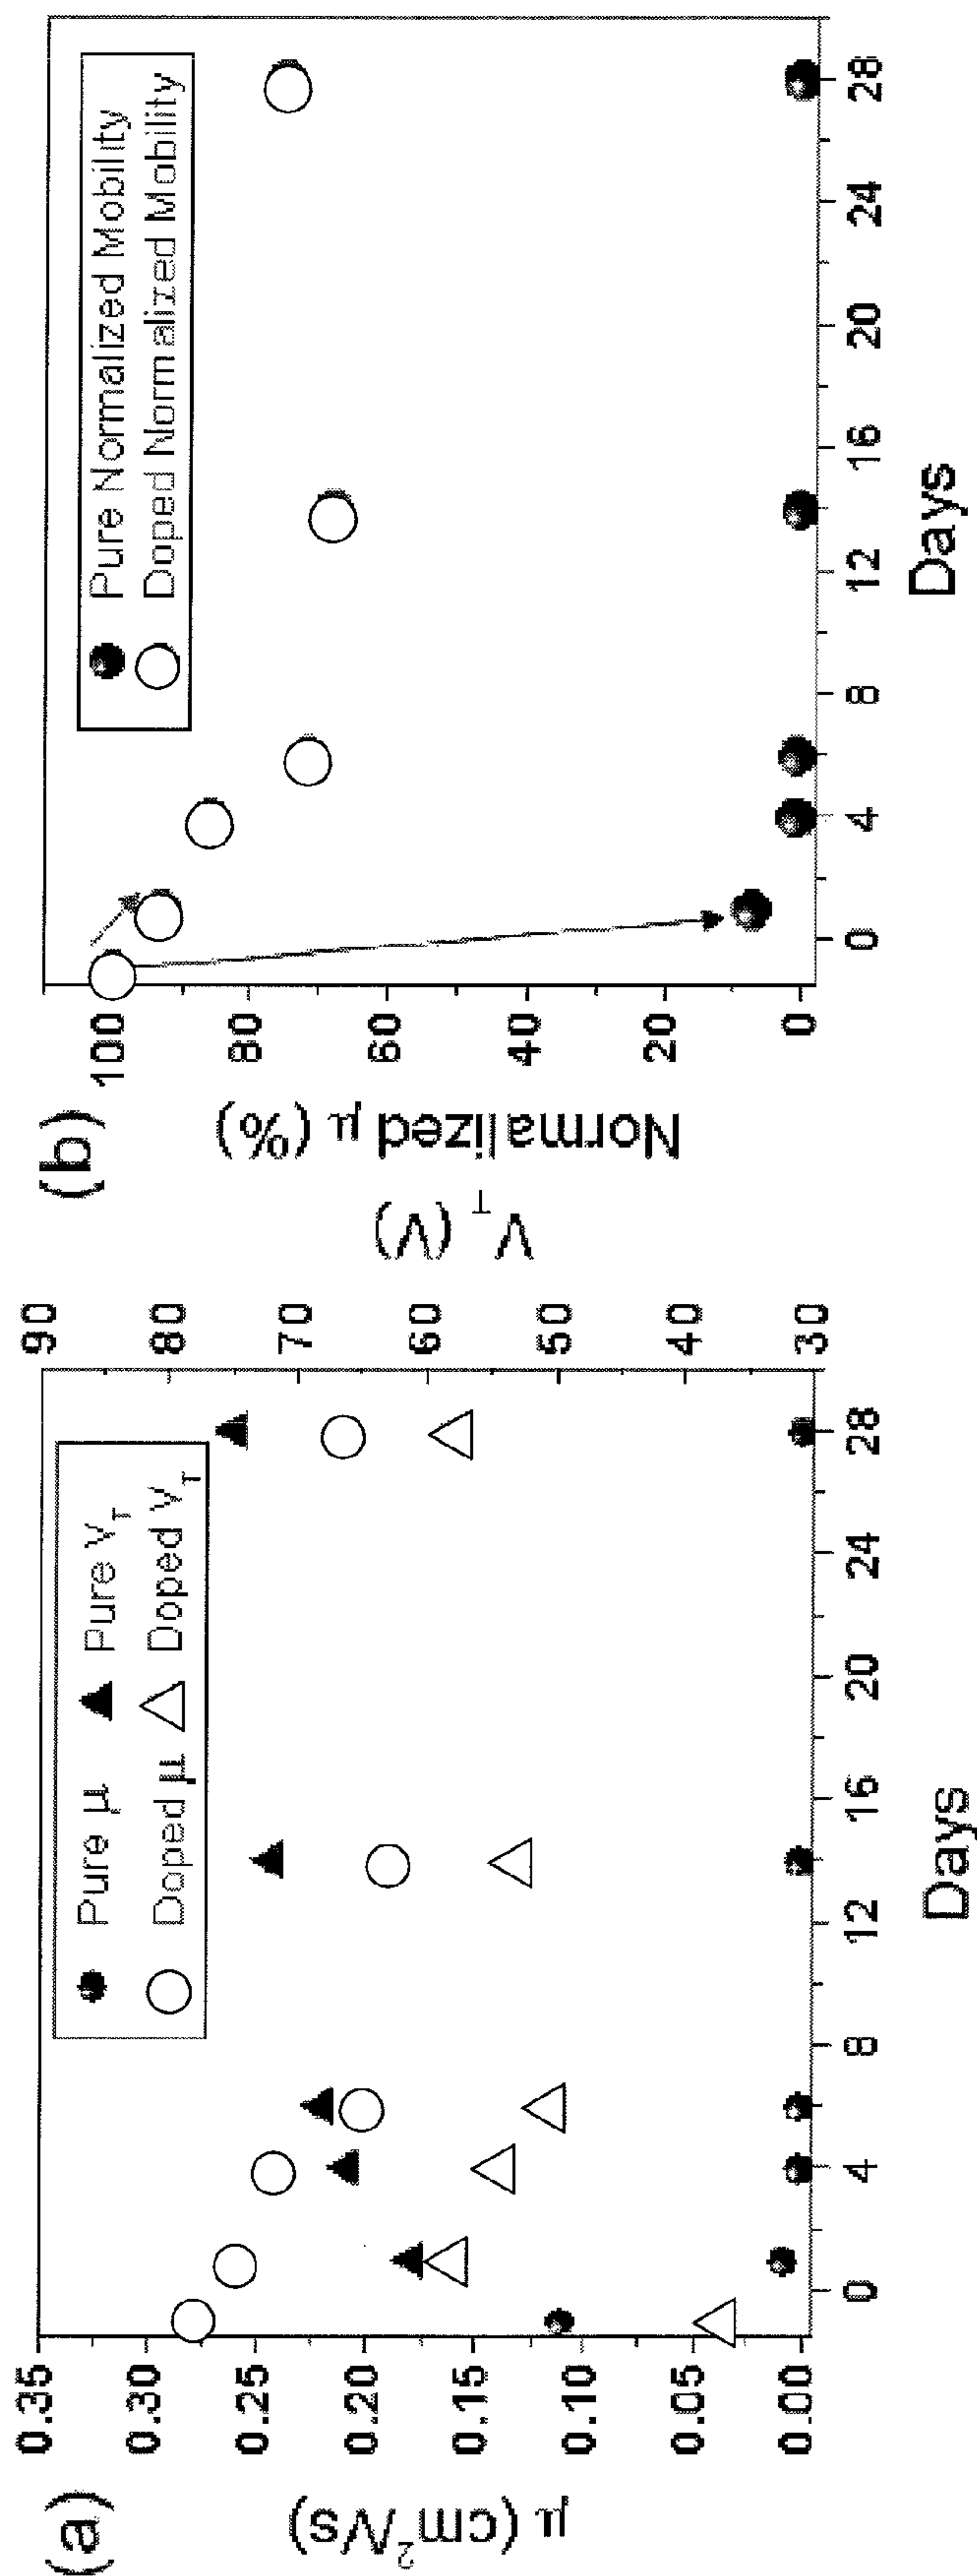 (a)
μ (cm²/Vs)
0.35
0.30
0.25
0.20
0.15
0.10
0.05
0.00
Pure μ
Pure V_T
Doped μ
Doped V_T
0 4 8 12 16 20 24 28
Days
90
80
70
60
50
40
30
V_T (V)
(b)
Normalized μ (%)
100
80
60
40
20
0
Pure Normalized Mobility
Doped Normalized Mobility
0 4 8 12 16 20 24 28
Days